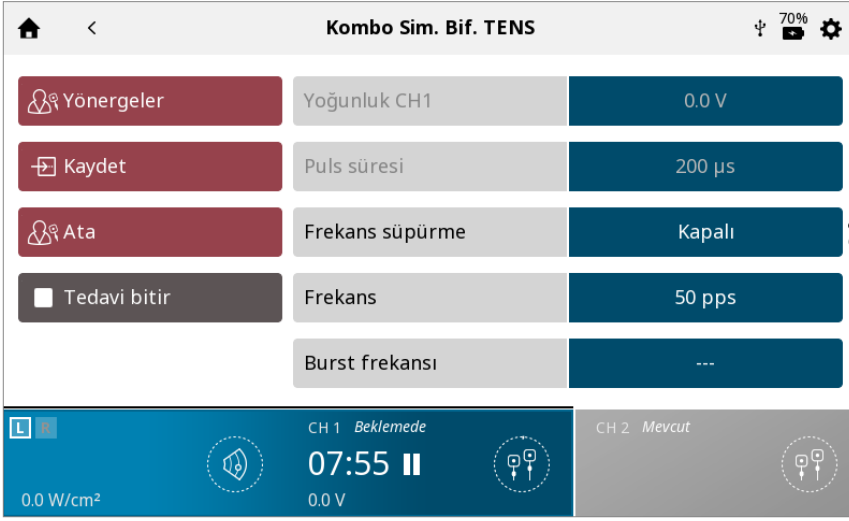 Kombo Sim. Bif. TENS
70%
Yönergeler
Yoğunluk CH1
0.0 V
Kaydet
Puls süresi
200 µs
Ata
Frekans süpürme
Kapalı
Tedavi bitir
Frekans
50 pps
Burst frekansı
---
L R
CH 1 Beklemede
CH 2 Mevcut
07:55
0.0 W/cm²
0.0 V